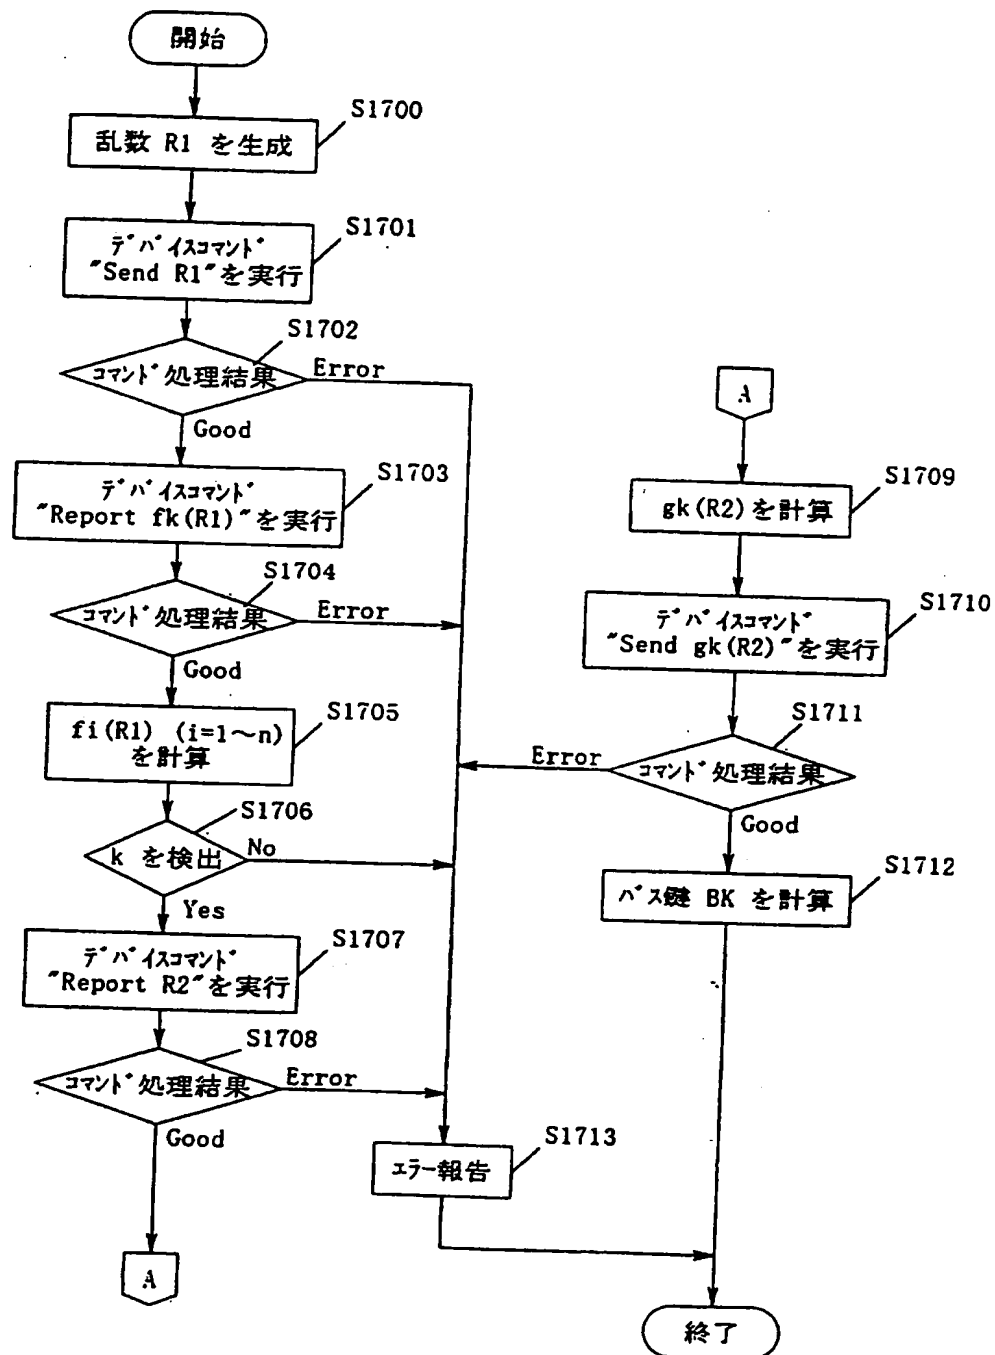 開始
S1700
乱数 R1 を生成
S1701
デバイスコマンド
"Send R1"を実行
S1702
コマンド処理結果
Error
Good
S1703
デバイスコマンド
"Report fk(R1)"を実行
S1704
コマンド処理結果
Error
Good
S1705
fi(R1) (i=1〜n)
を計算
S1706
k を検出
No
Yes
S1707
デバイスコマンド
"Report R2"を実行
S1708
コマンド処理結果
Error
Good
A
A
S1709
gk(R2)を計算
S1710
デバイスコマンド
"Send gk(R2)"を実行
S1711
コマンド処理結果
Error
Good
S1712
バス鍵 BK を計算
S1713
エラー報告
終了